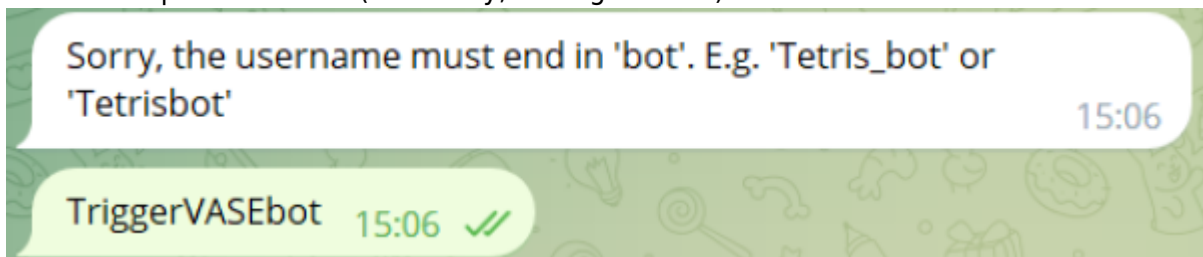 Sorry, the username must end in 'bot'. E.g. 'Tetris_bot' or
'Tetrisbot'
15:06
TriggerVASEbot 15:06